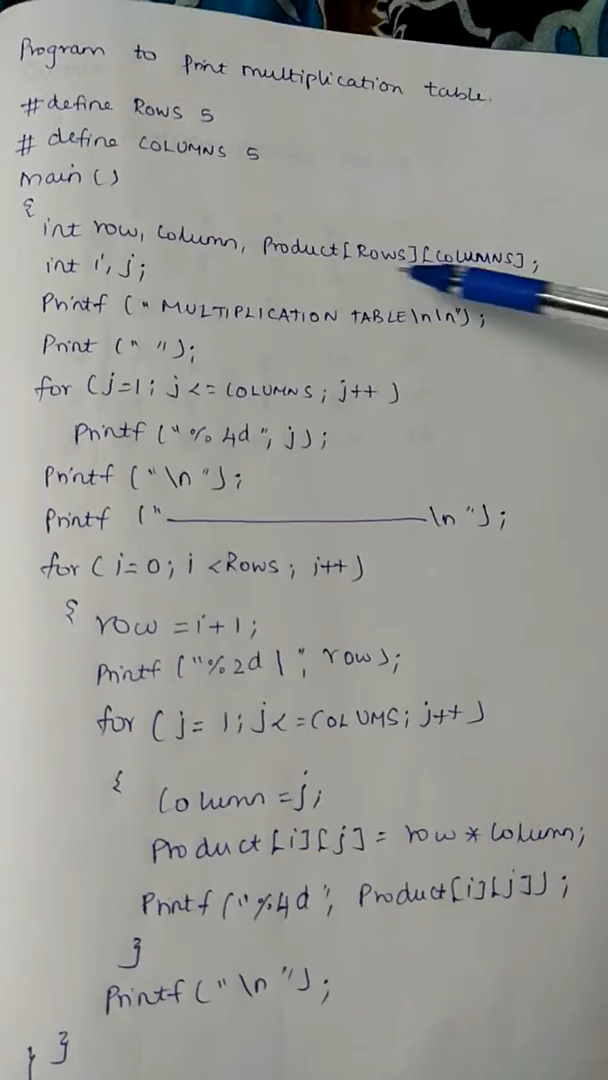 Program to Print multiplication table.
#define ROWS 5
# define COLUMNS 5
main ()
{
int row, column, Product[ROWS][COLUMNS];
int i, j;
Printf (" MULTIPLICATION TABLE\n\n");
Print (" ");
for (j=1; j<= COLUMNS; j++)
Printf ("%4d", j);
Printf ("\n");
Printf ("——————————\n");
for (i=0; i<ROWS; i++)
{ row =i+1;
Printf ("%2d |", row);
for (j= 1; j<=COLUMS; j++)
{ column =j;
Product[i][j] = row * column;
Printf ("%4d", Product[i][j]);
}
Printf ("\n");
} }